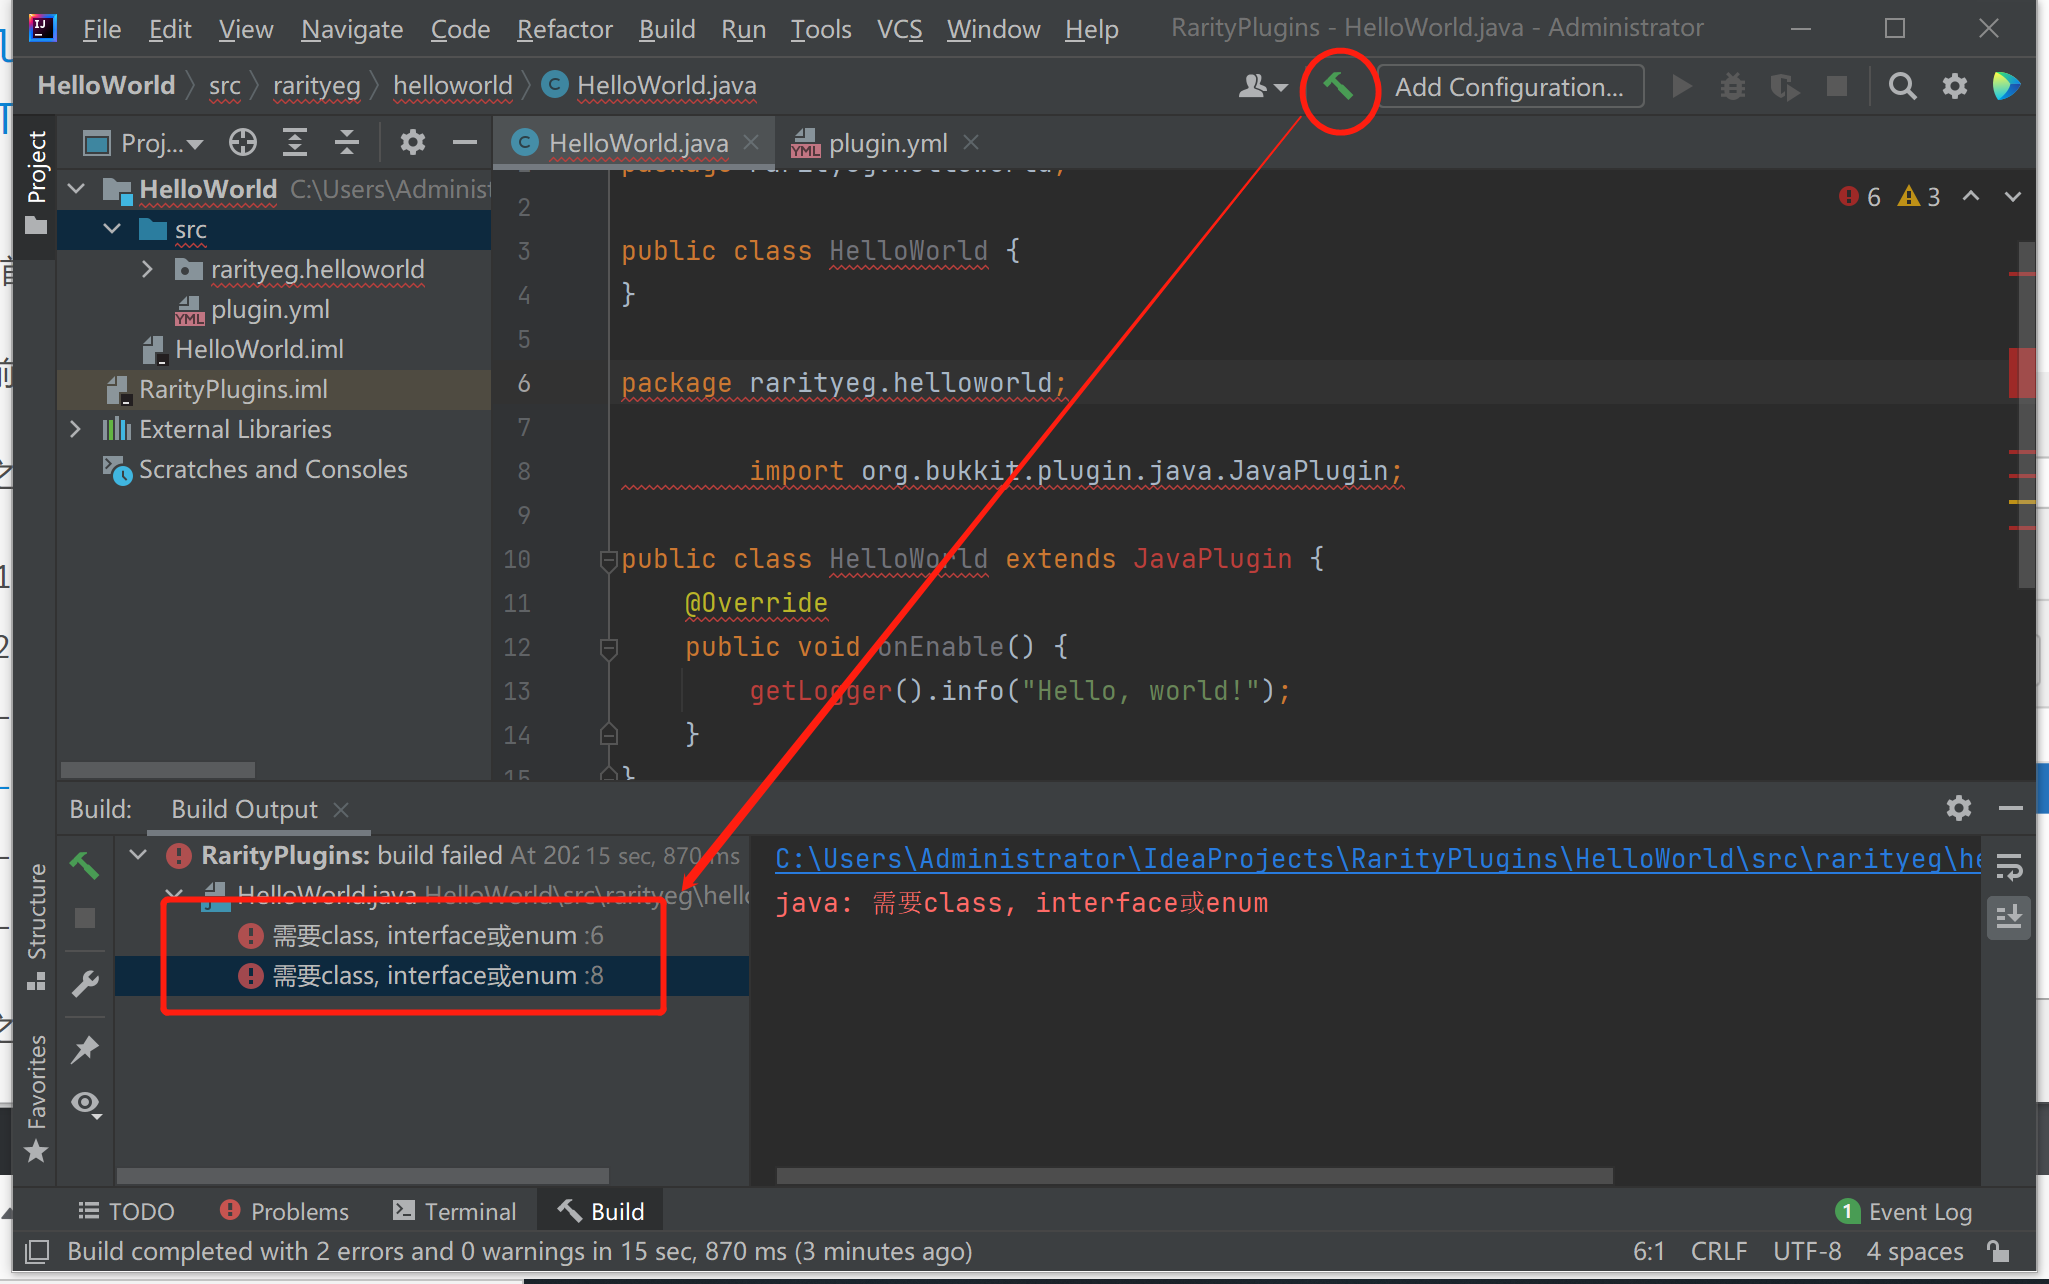 File Edit View Navigate Code Refactor Build Run Tools VCS Window Help RarityPlugins - HelloWorld.java - Administrator
HelloWorld src rarityeg helloworld HelloWorld.java Add Configuration...
Project
Proj... HelloWorld.java plugin.yml
HelloWorld C:\Users\Administ
src
rarityeg.helloworld
plugin.yml
HelloWorld.iml
RarityPlugins.iml
External Libraries
Scratches and Consoles
6 3
package rarityeg.helloworld;
2
3 public class HelloWorld {
4 }
5
6 package rarityeg.helloworld;
7
8 import org.bukkit.plugin.java.JavaPlugin;
9
10 public class HelloWorld extends JavaPlugin {
11 @Override
12 public void onEnable() {
13 getLogger().info("Hello, world!");
14 }
15 }
Build: Build Output
RarityPlugins: build failed At 202 15 sec, 870 ms
HelloWorld.java HelloWorld\src\rarityeg\hello
需要class, interface或enum :6
需要class, interface或enum :8
C:\Users\Administrator\IdeaProjects\RarityPlugins\HelloWorld\src\rarityeg\he
java: 需要class, interface或enum
Structure
Favorites
TODO Problems Terminal Build 1 Event Log
Build completed with 2 errors and 0 warnings in 15 sec, 870 ms (3 minutes ago) 6:1 CRLF UTF-8 4 spaces